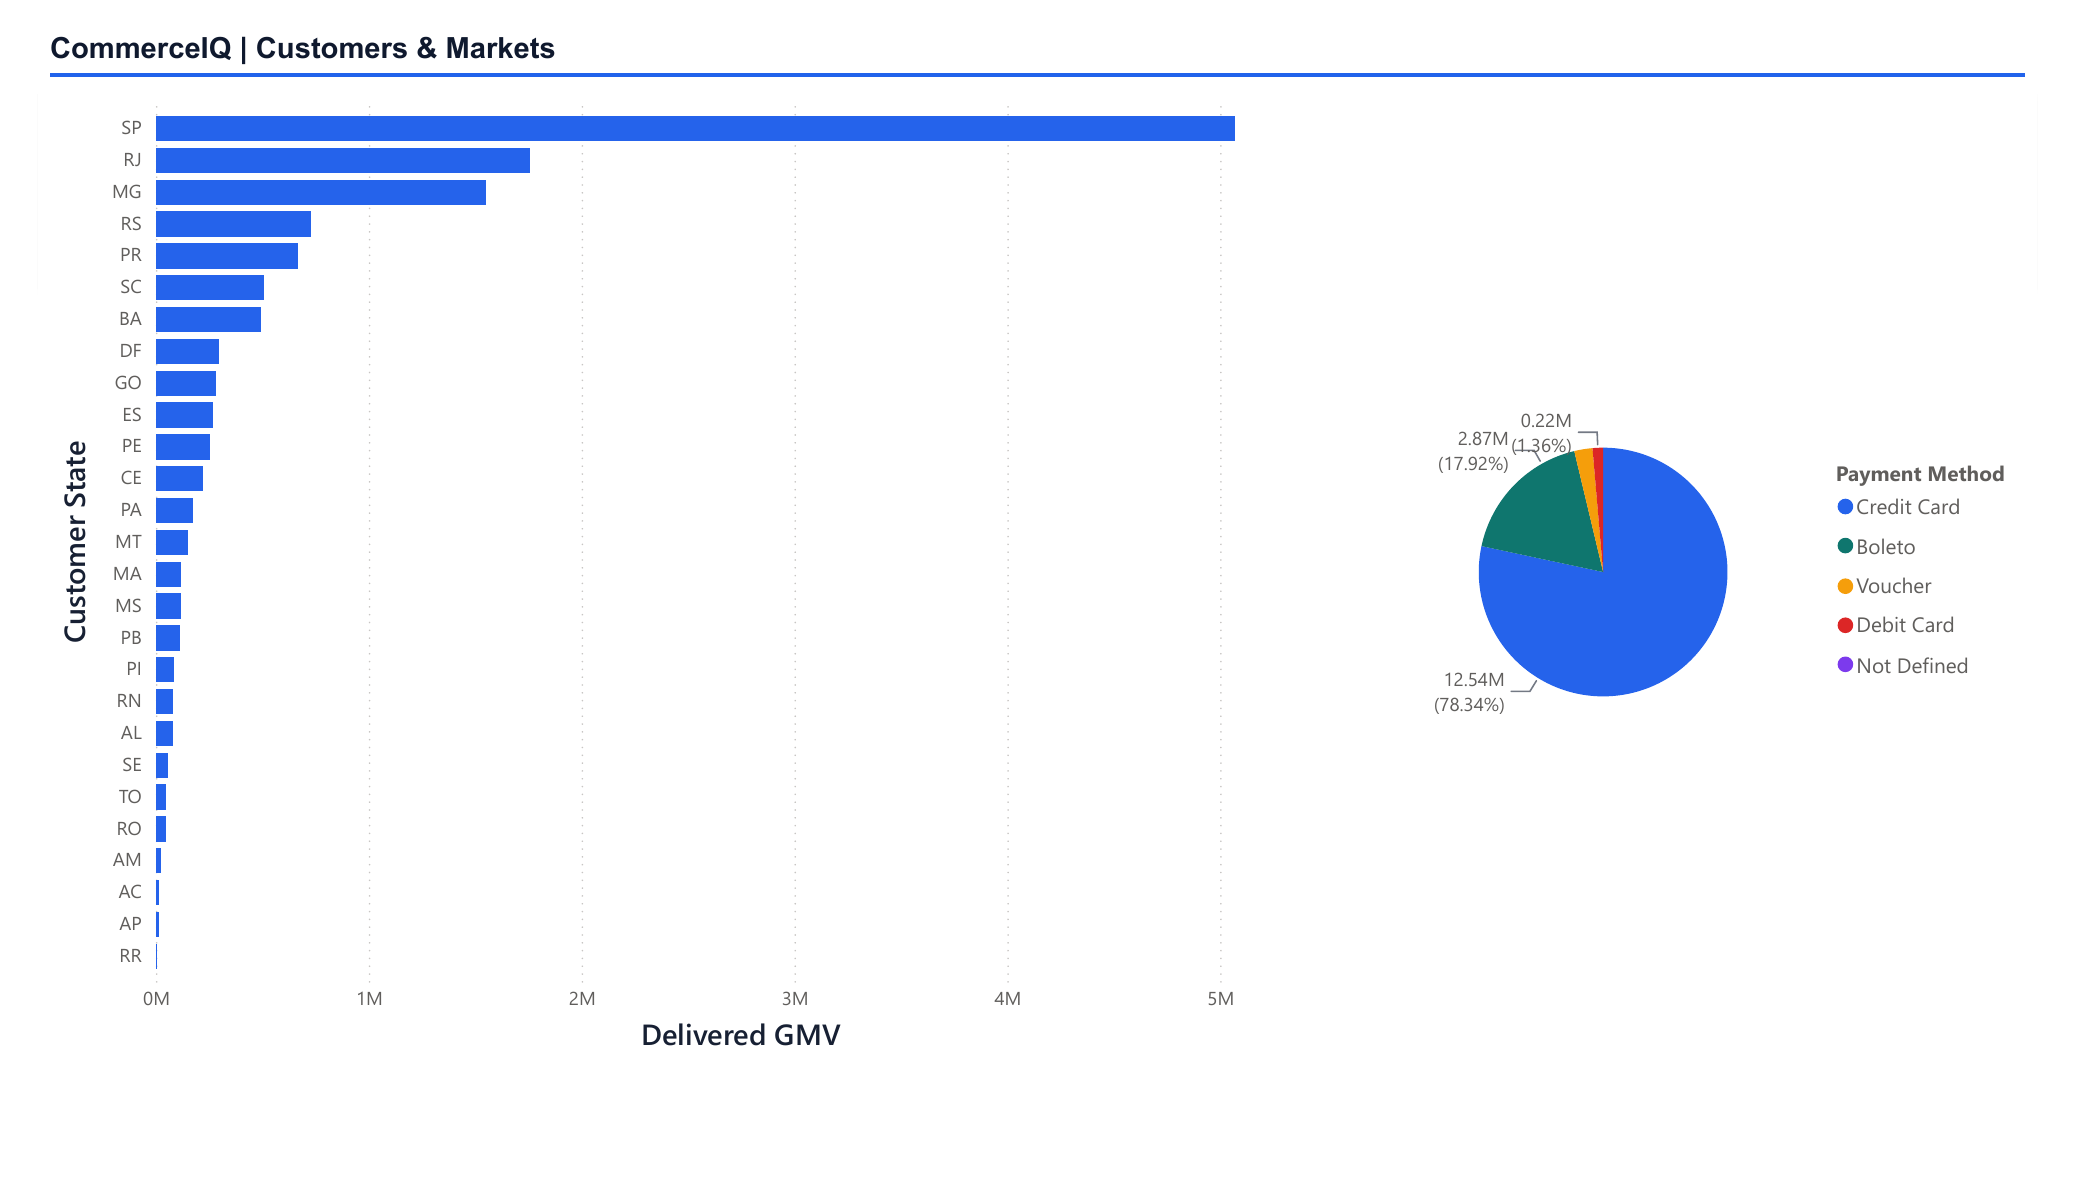 CommerceIQ | Customers & Markets
Customer State
SP
RJ
MG
RS
PR
SC
BA
DF
GO
ES
PE
CE
PA
MT
MA
MS
PB
PI
RN
AL
SE
TO
RO
AM
AC
AP
RR
0M 1M 2M 3M 4M 5M
Delivered GMV
0.22M
(1.36%)
2.87M
(17.92%)
12.54M
(78.34%)
Payment Method
Credit Card
Boleto
Voucher
Debit Card
Not Defined